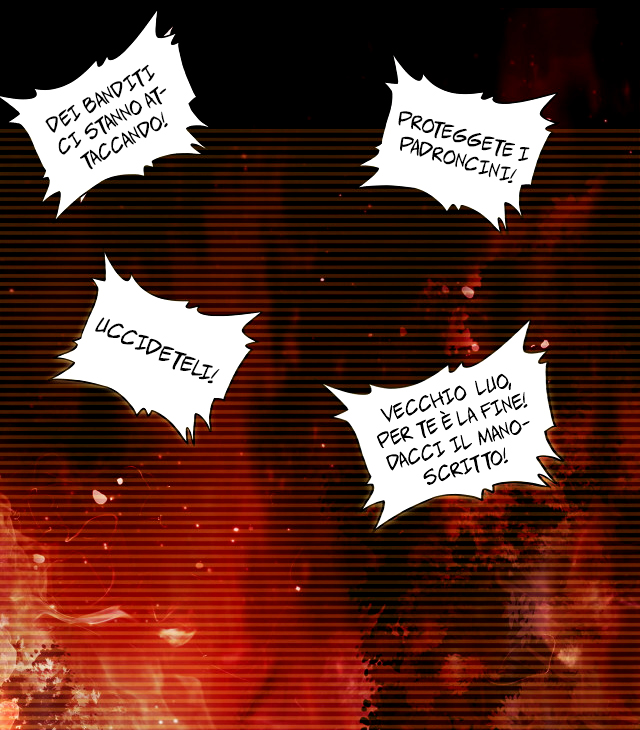 DEI BANDITI
CI STANNO AT-
TACCANDO!
PROTEGGETE I
PADRONCINI!
UCCIDETELI!
VECCHIO LUO,
PER TE È LA FINE!
DACCI IL MANO-
SCRITTO!